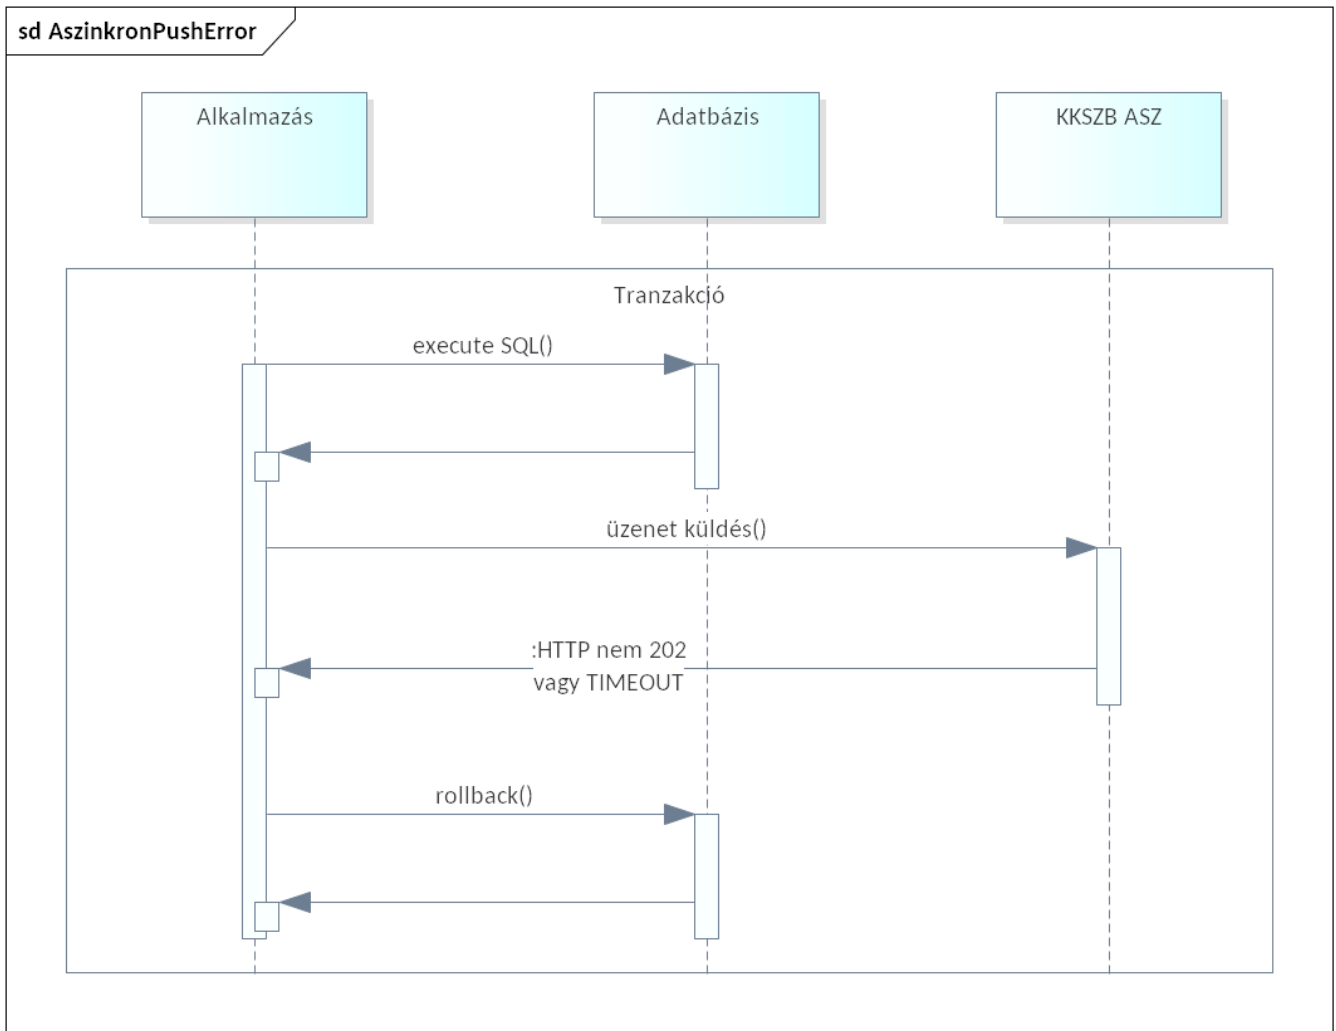 sd AszinkronPushError
Alkalmazás
Adatbázis
KKSZB ASZ
Tranzakció
execute SQL()
üzenet küldés()
:HTTP nem 202
vagy TIMEOUT
rollback()